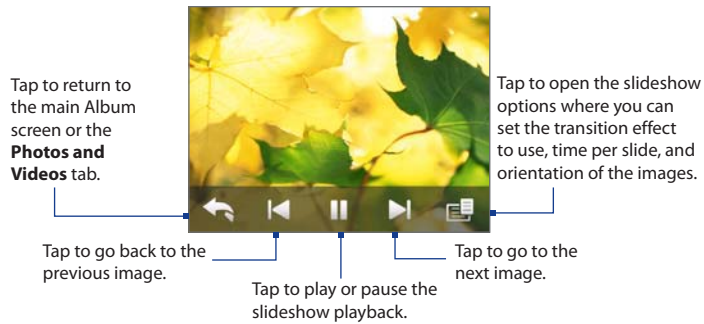 Tap to return to
the main Album
screen or the
Photos and
Videos tab.
Tap to open the slideshow
options where you can
set the transition effect
to use, time per slide, and
orientation of the images.
Tap to go back to the
previous image.
Tap to play or pause the
slideshow playback.
Tap to go to the
next image.